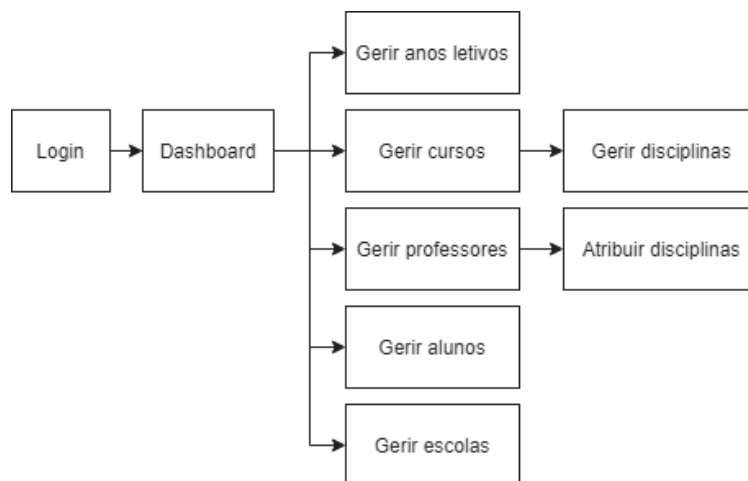 Gerir anos letivos
Login
Dashboard
Gerir cursos
Gerir disciplinas
Gerir professores
Atribuir disciplinas
Gerir alunos
Gerir escolas